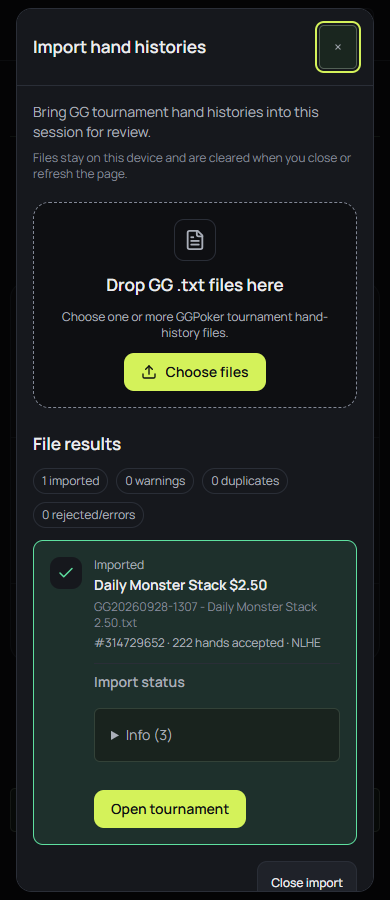 Import hand histories
×
Bring GG tournament hand histories into this
session for review.
Files stay on this device and are cleared when you close or
refresh the page.
Drop GG .txt files here
Choose one or more GGPoker tournament hand-
history files.
Choose files
File results
1 imported
0 warnings
0 duplicates
0 rejected/errors
Imported
Daily Monster Stack $2.50
GG20260928-1307 - Daily Monster Stack
2.50.txt
#314729652 · 222 hands accepted · NLHE
Import status
▶ Info (3)
Open tournament
Close import